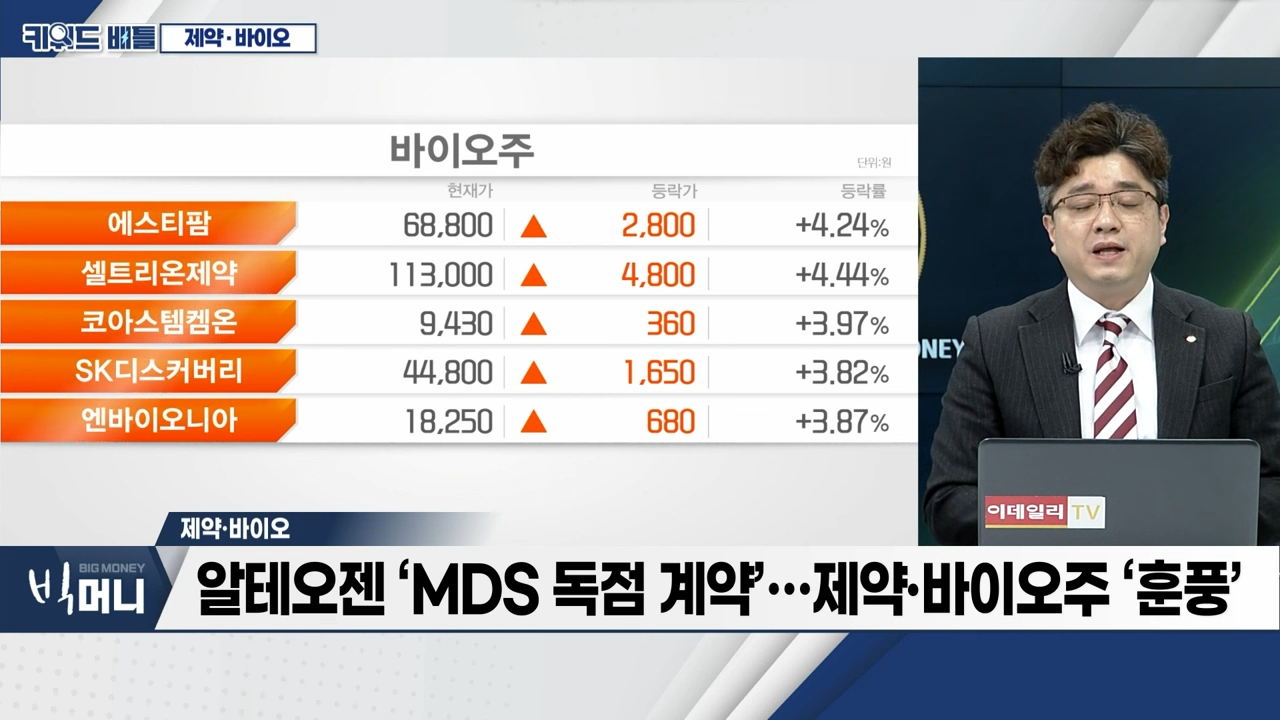 키워드 배틀 제약·바이오
바이오주
단위:원
현재가 등락가 등락률
에스티팜 68,800 ▲ 2,800 +4.24%
셀트리온제약 113,000 ▲ 4,800 +4.44%
코아스템켐온 9,430 ▲ 360 +3.97%
SK디스커버리 44,800 ▲ 1,650 +3.82%
엔바이오니아 18,250 ▲ 680 +3.87%
이데일리 TV
제약·바이오
BIG MONEY
빅머니
알테오젠 ‘MDS 독점 계약’…제약·바이오주 ‘훈풍’